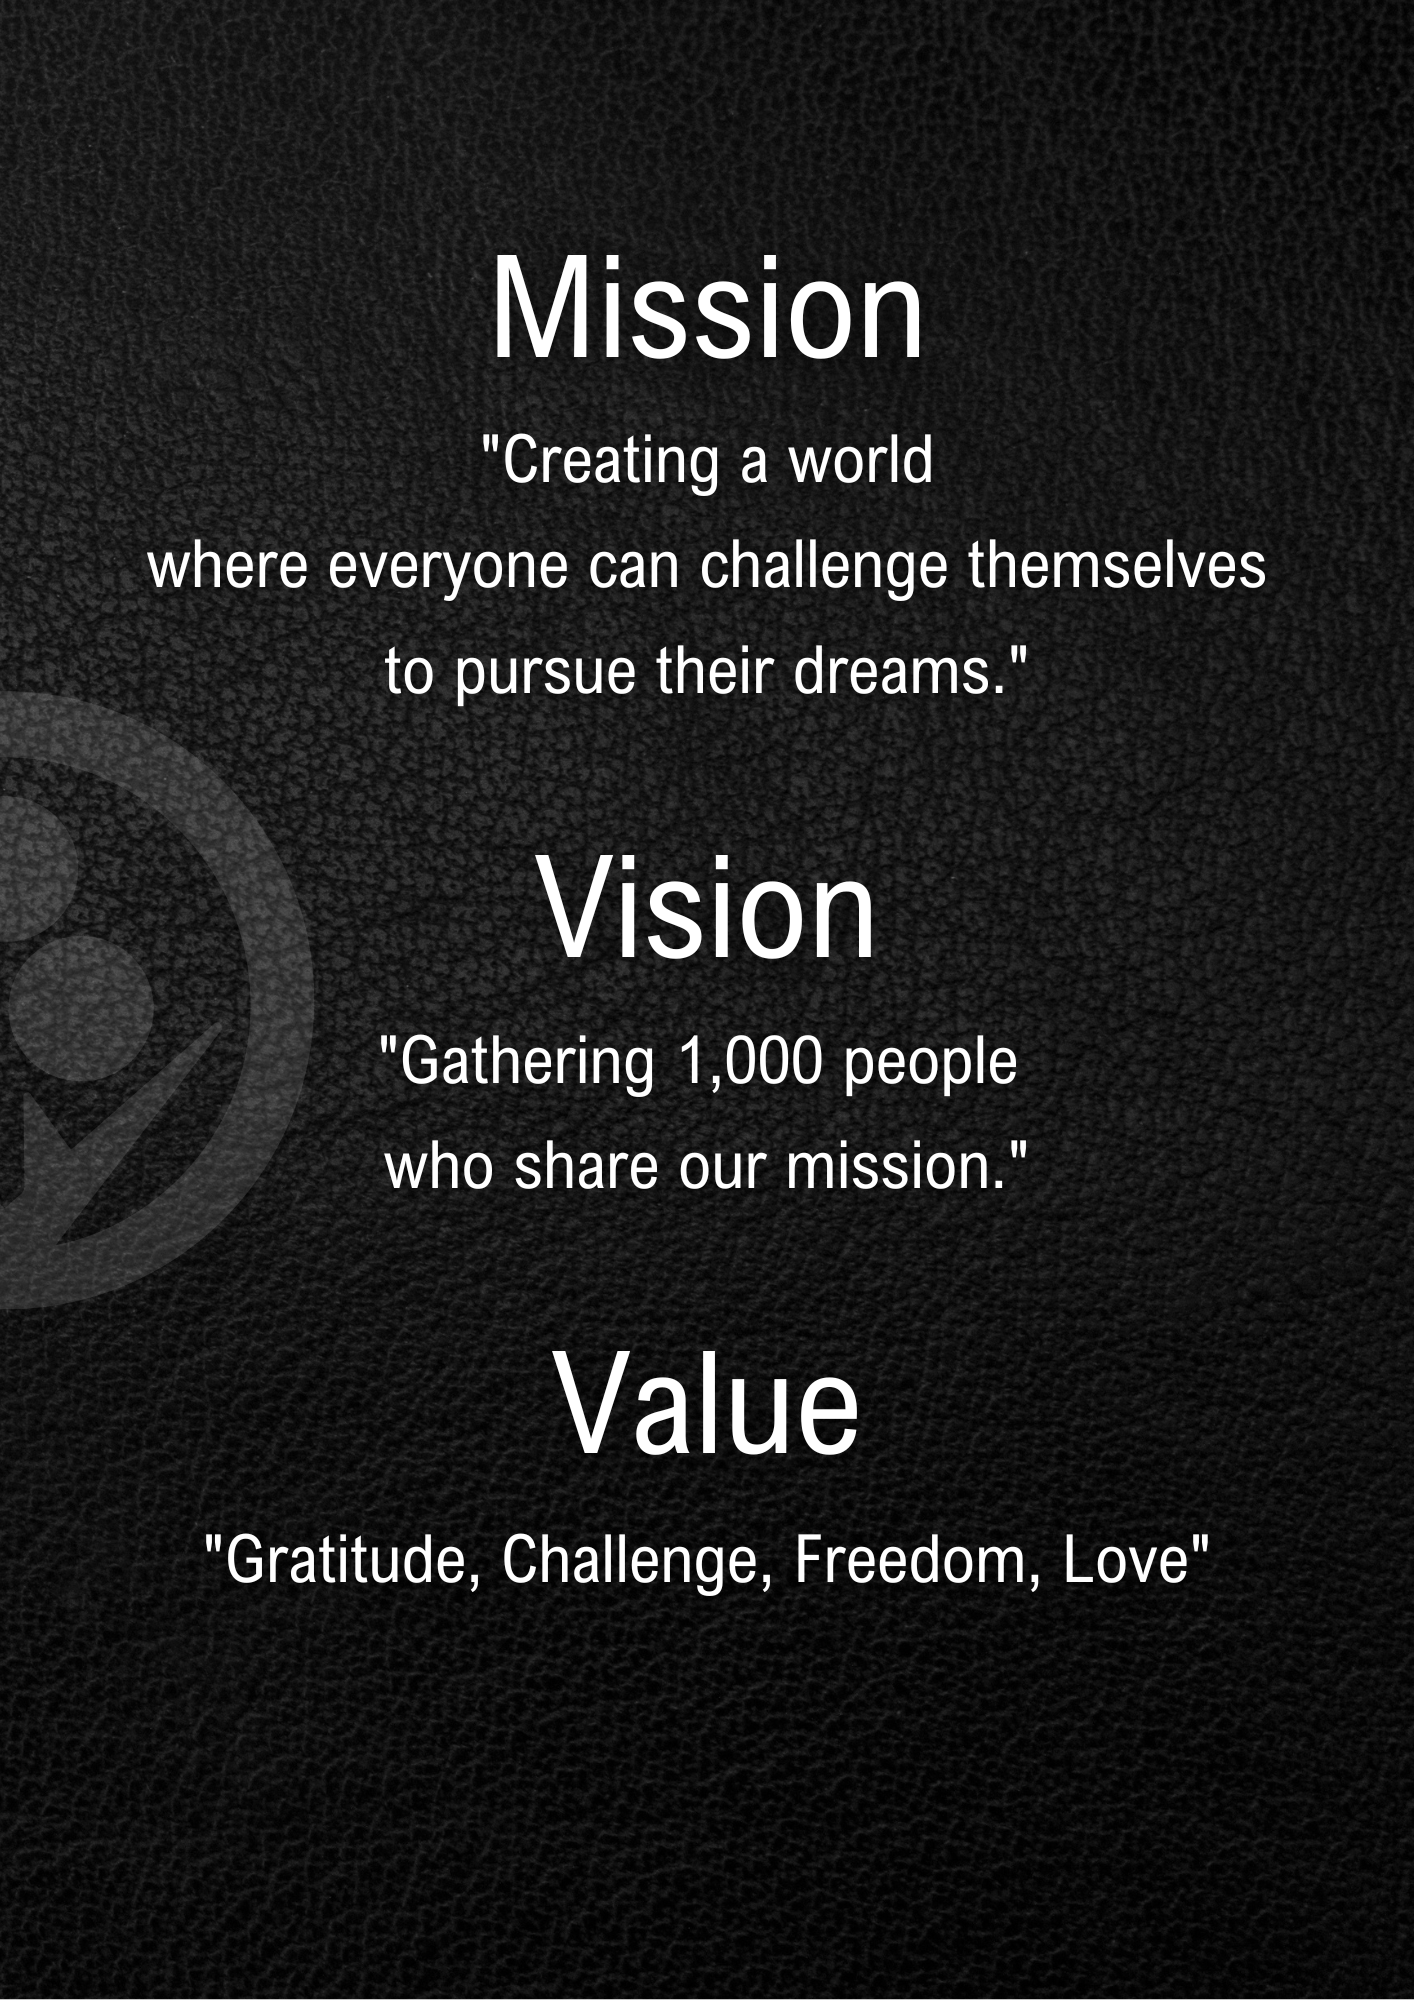 Mission
"Creating a world
where everyone can challenge themselves
to pursue their dreams."
Vision
"Gathering 1,000 people
who share our mission."
Value
"Gratitude, Challenge, Freedom, Love"